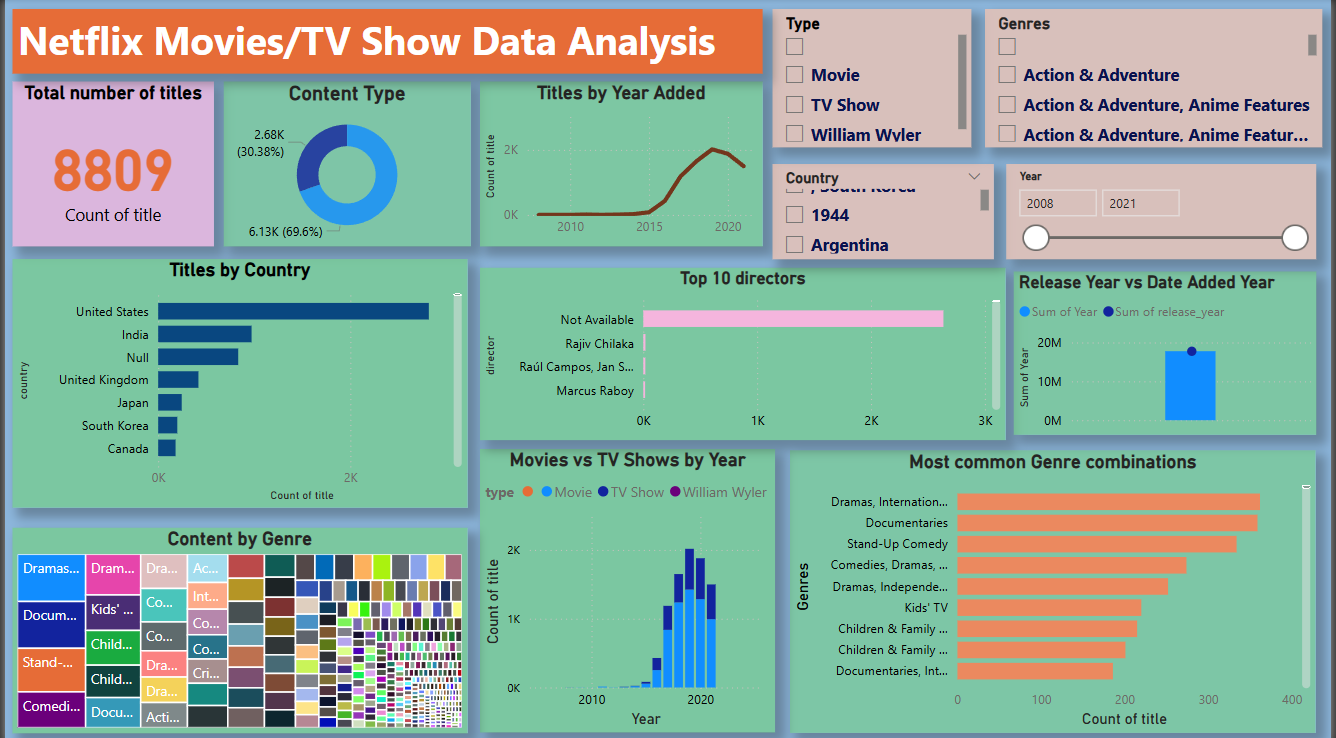 Netflix Movies/TV Show Data Analysis
Type
Movie
TV Show
William Wyler
Genres
Action & Adventure
Action & Adventure, Anime Features
Action & Adventure, Anime Featur...
Total number of titles
8809
Count of title
Content Type
2.68K
(30.38%)
6.13K (69.6%)
Titles by Year Added
Count of title
2K
0K
2010
2015
2020
Country
, South Korea
1944
Argentina
Year
2008
2021
Titles by Country
country
United States
India
Null
United Kingdom
Japan
South Korea
Canada
0K
2K
Count of title
Top 10 directors
director
Not Available
Rajiv Chilaka
Raúl Campos, Jan S...
Marcus Raboy
0K
1K
2K
3K
Release Year vs Date Added Year
Sum of Year
Sum of release_year
Sum of Year
20M
10M
0M
Content by Genre
Dramas...
Docum...
Stand-...
Comedi...
Dram...
Kids' ...
Child...
Child...
Docu...
Dra...
Co...
Co...
Dra...
Dra...
Acti...
Ac...
Int...
Co...
Co...
Cri...
Movies vs TV Shows by Year
type
Movie
TV Show
William Wyler
Count of title
2K
1K
0K
2010
2020
Year
Most common Genre combinations
Genres
Dramas, Internation...
Documentaries
Stand-Up Comedy
Comedies, Dramas, ...
Dramas, Independe...
Kids' TV
Children & Family ...
Children & Family ...
Documentaries, Int...
0
100
200
300
400
Count of title